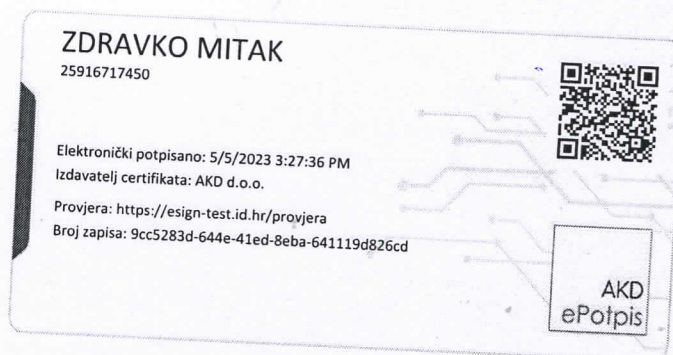 ZDRAVKO MITAK
25916717450
Elektronički potpisano: 5/5/2023 3:27:36 PM
Izdavatelj certifikata: AKD d.o.o.
Provjera: https://esign-test.id.hr/provjera
Broj zapisa: 9cc5283d-644e-41ed-8eba-641119d826cd
AKD
ePotpis